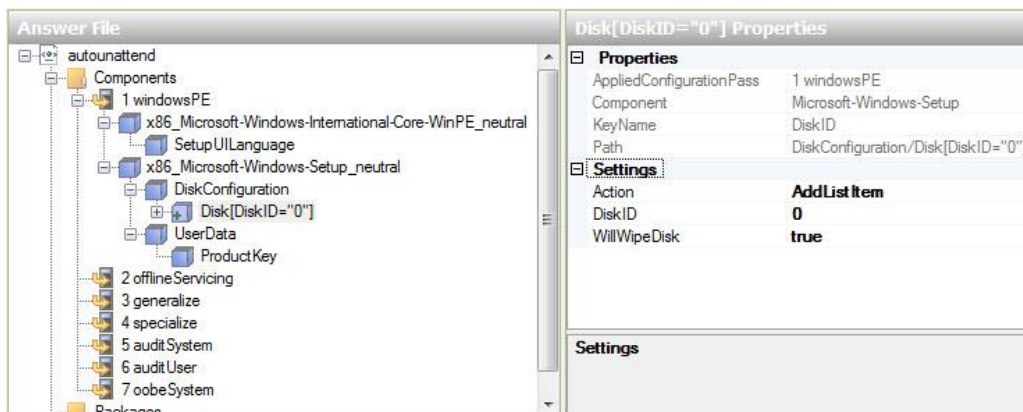 Answer File
autounattend
Components
1 windowsPE
x86_Microsoft-Windows-International-Core-WinPE_neutral
SetupUILanguage
x86_Microsoft-Windows-Setup_neutral
DiskConfiguration
Disk[DiskID="0"]
UserData
ProductKey
2 offlineServicing
3 generalize
4 specialize
5 auditSystem
6 auditUser
7 oobeSystem
Packages
Disk[DiskID="0"] Properties
Properties
AppliedConfigurationPass 1 windowsPE
Component Microsoft-Windows-Setup
KeyName DiskID
Path DiskConfiguration/Disk[DiskID="0"
Settings
Action AddListItem
DiskID 0
WillWipeDisk true
Settings